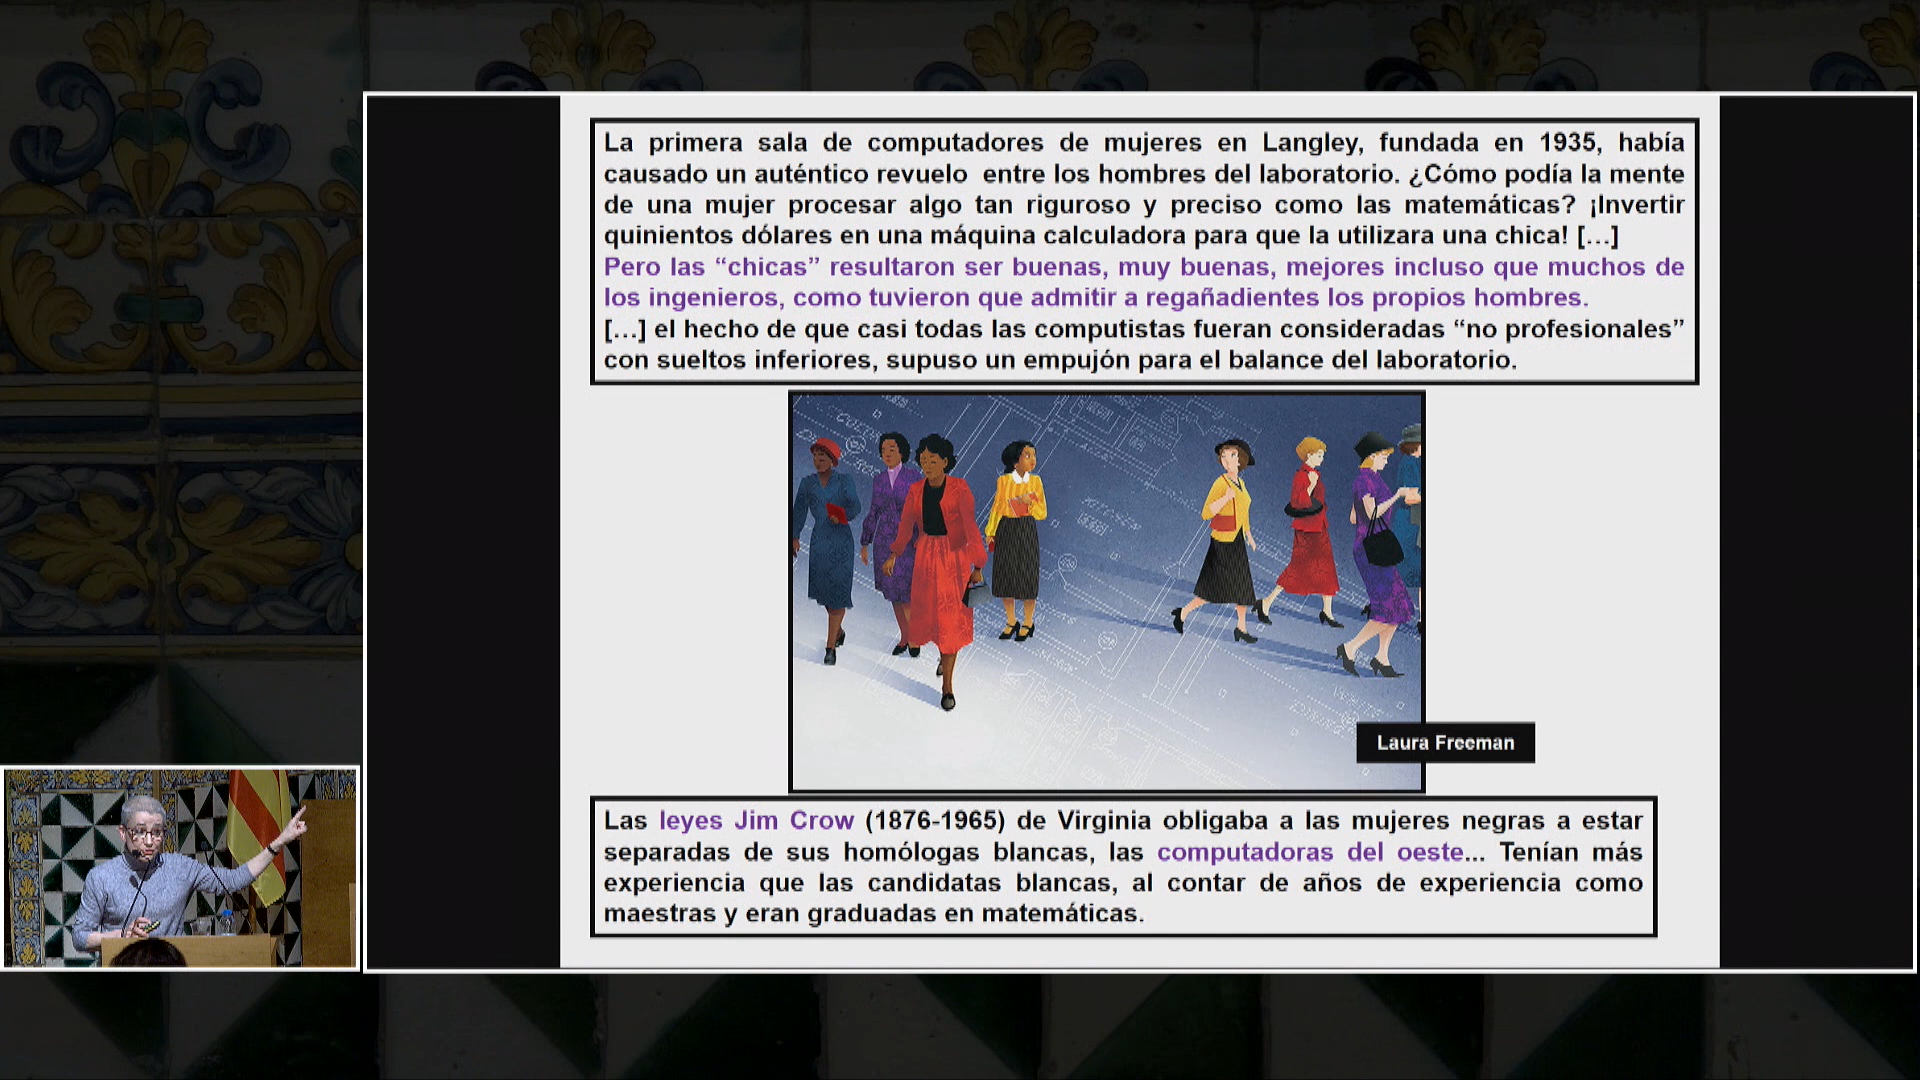 La primera sala de computadores de mujeres en Langley, fundada en 1935, había
causado un auténtico revuelo entre los hombres del laboratorio. ¿Cómo podía la mente
de una mujer procesar algo tan riguroso y preciso como las matemáticas? ¡Invertir
quinientos dólares en una máquina calculadora para que la utilizara una chica! [...]
Pero las “chicas” resultaron ser buenas, muy buenas, mejores incluso que muchos de
los ingenieros, como tuvieron que admitir a regañadientes los propios hombres.
[...] el hecho de que casi todas las computistas fueran consideradas “no profesionales”
con sueltos inferiores, supuso un empujón para el balance del laboratorio.
KITCHEN
Laura Freeman
Las leyes Jim Crow (1876-1965) de Virginia obligaba a las mujeres negras a estar
separadas de sus homólogas blancas, las computadoras del oeste... Tenían más
experiencia que las candidatas blancas, al contar de años de experiencia como
maestras y eran graduadas en matemáticas.